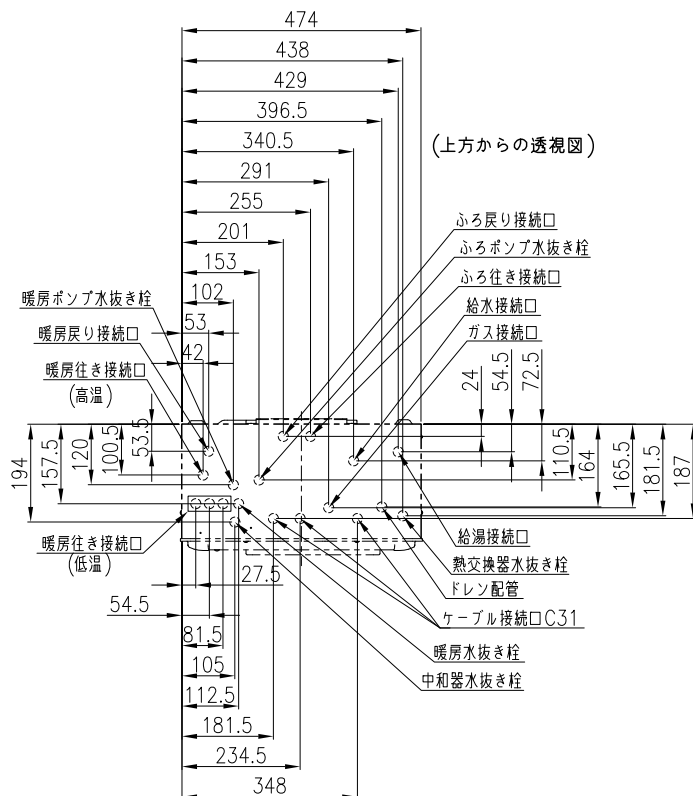 474
438
429
396.5
340.5
(上方からの透視図)
291
255
201
153
102
53
42
ふろ戻り接続口
ふろポンプ水抜き栓
ふろ往き接続口
給水接続口
ガス接続口
暖房ポンプ水抜き栓
暖房戻り接続口
暖房往き接続口
(高温)
24
54.5
72.5
194
157.5
120
100.5
53.5
110.5
164
165.5
181.5
187
暖房往き接続口
(低温)
給湯接続口
熱交換器水抜き栓
ドレン配管
ケーブル接続口C31
暖房水抜き栓
中和器水抜き栓
27.5
54.5
81.5
105
112.5
181.5
234.5
348